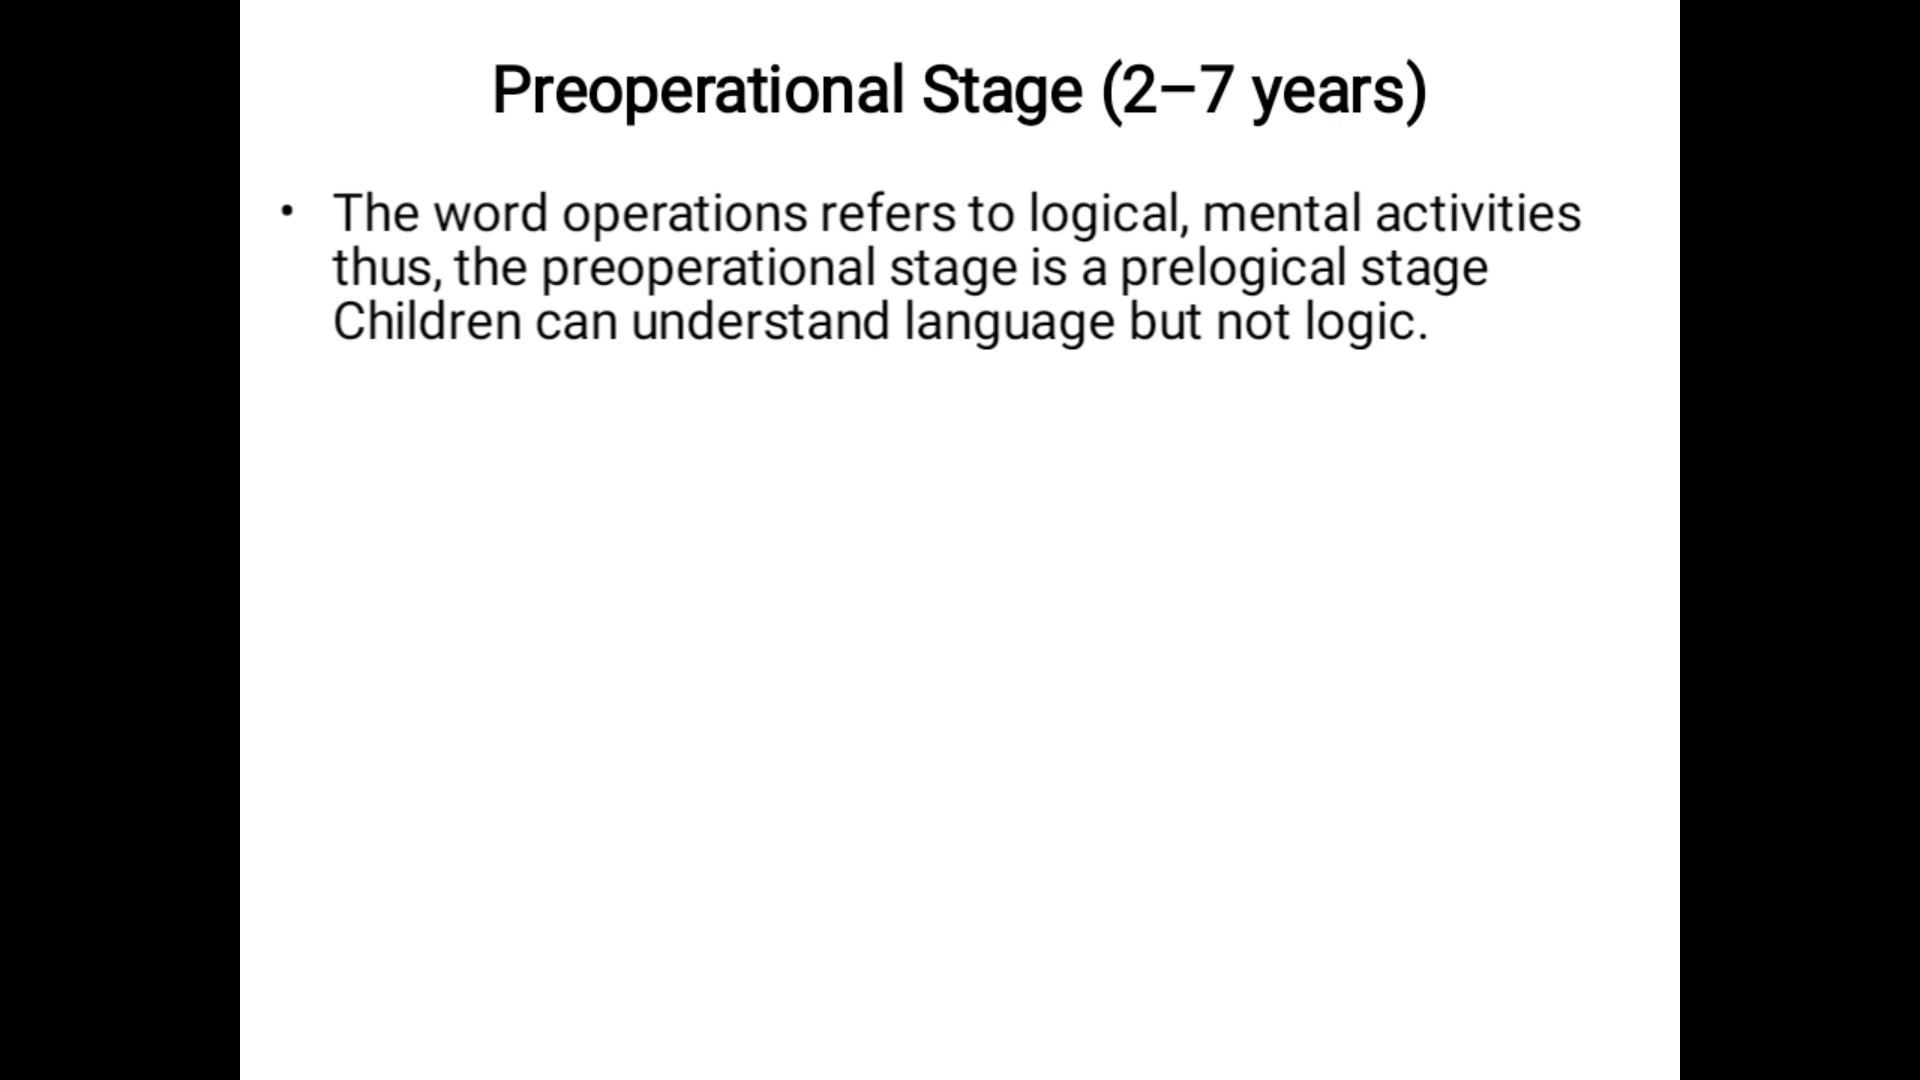 Preoperational Stage (2–7 years)
• The word operations refers to logical, mental activities
thus, the preoperational stage is a prelogical stage
Children can understand language but not logic.